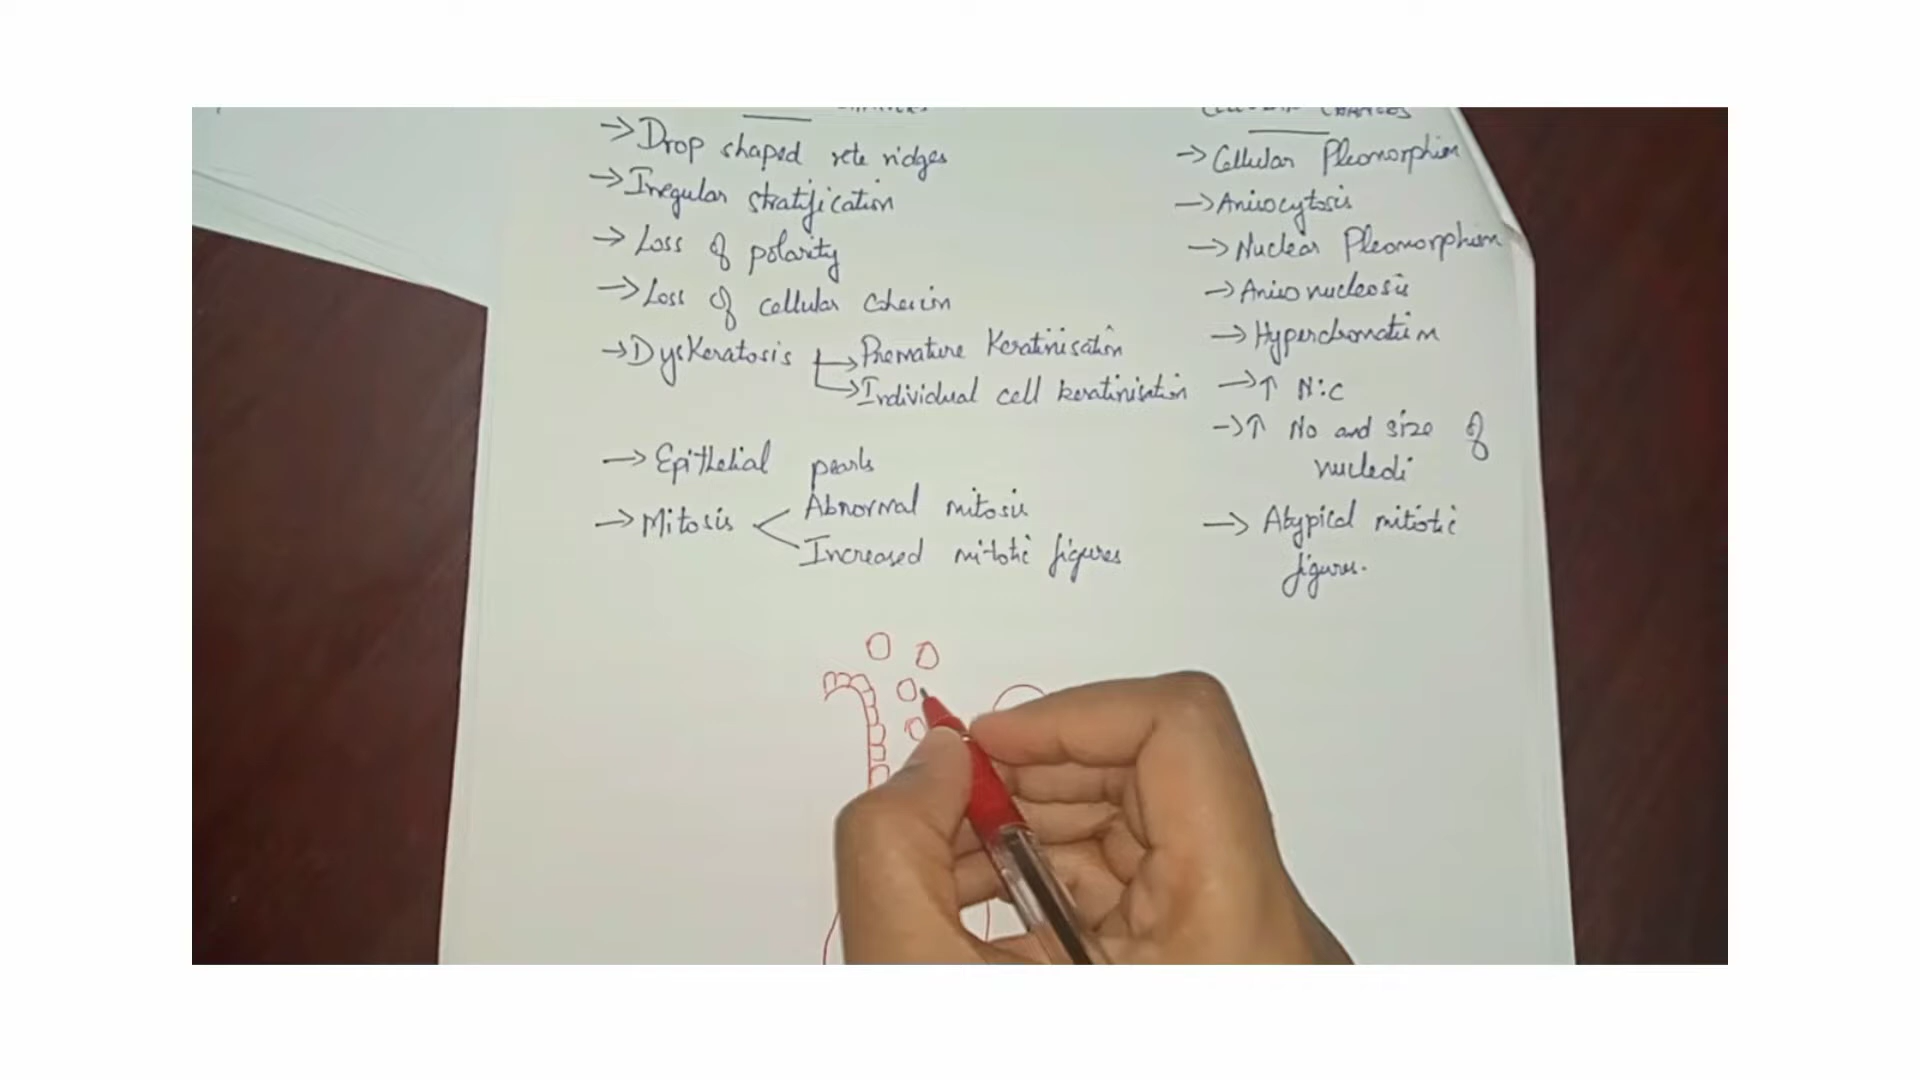 CELLULAR CHANGES
→ Drop shaped rete ridges
→ Irregular stratification
→ Loss of polarity
→ Loss of cellular cohesion
→ Dyskeratosis → Premature Keratinisation
→ Individual cell keratinisation
→ Epithelial pearls
→ Mitosis < Abnormal mitosis
Increased mitotic figures
→ Cellular Pleomorphism
→ Anisocytosis
→ Nuclear Pleomorphism
→ Anisonucleosis
→ Hyperchromatism
→ ↑ N:C
→ ↑ No and size of
nucleoli
→ Atypical mitotic
figures.